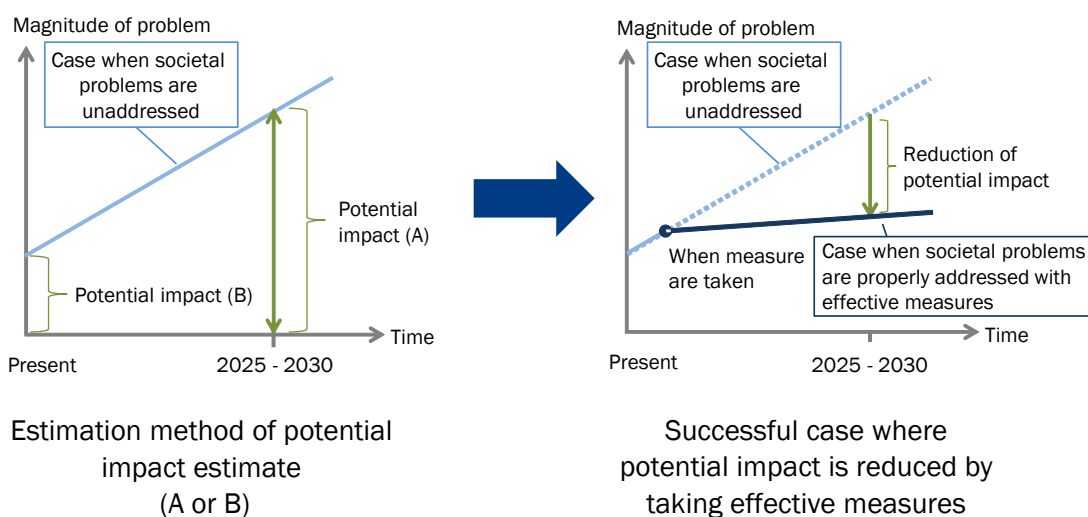 Magnitude of problem
Case when societal
problems are
unaddressed
Potential
impact (A)
Potential impact (B)
Time
Present
2025 - 2030
Estimation method of potential
impact estimate
(A or B)
Magnitude of problem
Case when societal
problems are
unaddressed
Reduction of
potential impact
When measure
are taken
Case when societal problems
are properly addressed with
effective measures
Time
Present
2025 - 2030
Successful case where
potential impact is reduced by
taking effective measures